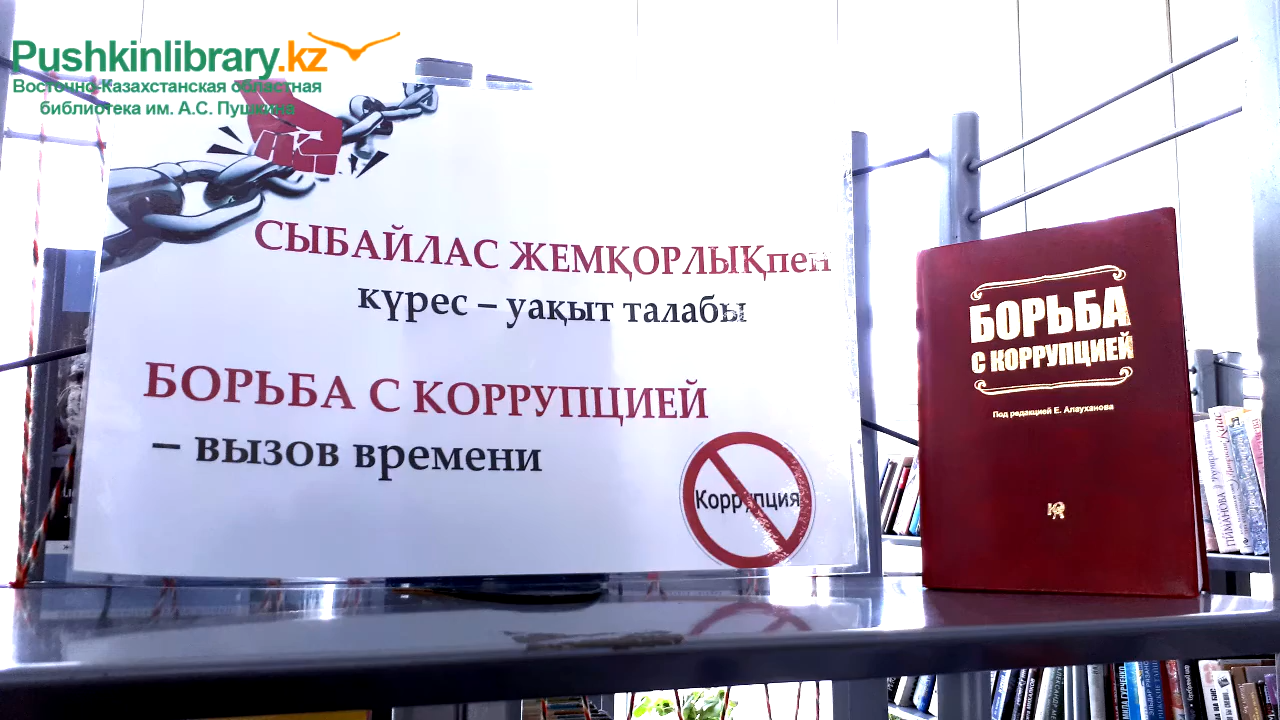 Pushkinlibrary.kz
Восточно-Казахстанская областная
библиотека им. А.С. Пушкина
СЫБАЙЛАС ЖЕМҚОРЛЫҚпен
күрес – уақыт талабы
БОРЬБА С КОРРУПЦИЕЙ
– вызов времени
Коррупция
БОРЬБА
С КОРРУПЦИЕЙ
Под редакцией Е. Алауханова